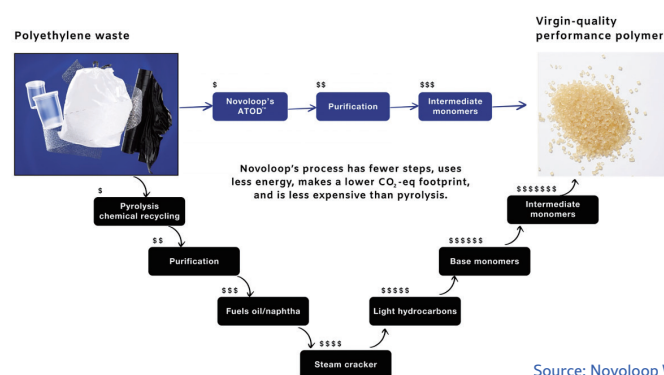 Polyethylene waste
Virgin-quality
performance polymer
$
Novoloop's
ATOD™
$$
Purification
$$$
Intermediate
monomers
Novoloop's process has fewer steps, uses
less energy, makes a lower CO₂-eq footprint,
and is less expensive than pyrolysis.
$
Pyrolysis
chemical recycling
$$
Purification
$$$
Fuels oil/naphtha
$$$$
Steam cracker
$$$$$
Light hydrocarbons
$$$$$$
Base monomers
$$$$$$$
Intermediate
monomers
Source: Novoloop